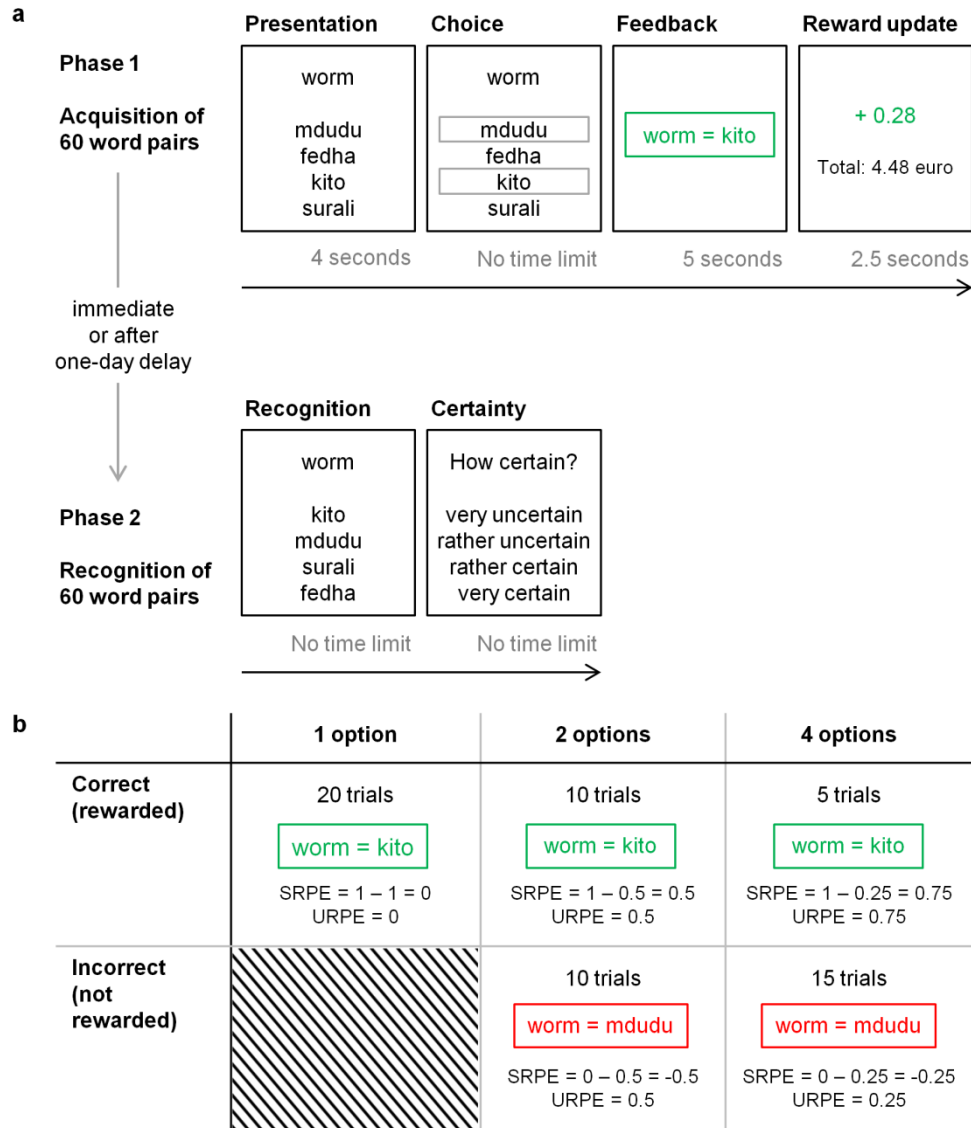 a
Presentation
Choice
Feedback
Reward update
Phase 1
Acquisition of
60 word pairs
worm
mdudu
fedha
kito
surali
worm
mdudu
fedha
kito
surali
worm = kito
+ 0.28
Total: 4.48 euro
4 seconds
No time limit
5 seconds
2.5 seconds
immediate
or after
one-day delay
Recognition
Certainty
Phase 2
Recognition of
60 word pairs
worm
kito
mdudu
surali
fedha
How certain?
very uncertain
rather uncertain
rather certain
very certain
No time limit
No time limit
b
1 option
2 options
4 options
Correct
(rewarded)
20 trials
worm = kito
SRPE = 1 – 1 = 0
URPE = 0
10 trials
worm = kito
SRPE = 1 – 0.5 = 0.5
URPE = 0.5
5 trials
worm = kito
SRPE = 1 – 0.25 = 0.75
URPE = 0.75
Incorrect
(not
rewarded)
10 trials
worm = mdudu
SRPE = 0 – 0.5 = -0.5
URPE = 0.5
15 trials
worm = mdudu
SRPE = 0 – 0.25 = -0.25
URPE = 0.25